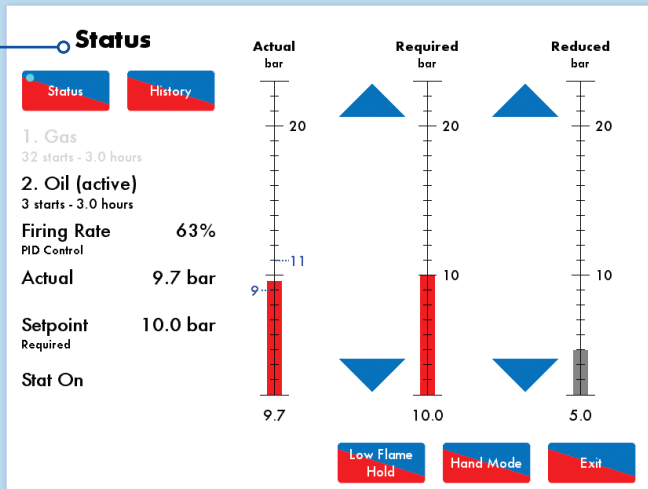 Status
Status
History
1. Gas
32 starts - 3.0 hours
2. Oil (active)
3 starts - 3.0 hours
Firing Rate 63%
PID Control
Actual 9.7 bar
Setpoint 10.0 bar
Required
Stat On
Actual
bar
20
11
9
9.7
Required
bar
20
10
10.0
Reduced
bar
20
10
5.0
Low Flame
Hold
Hand Mode
Exit